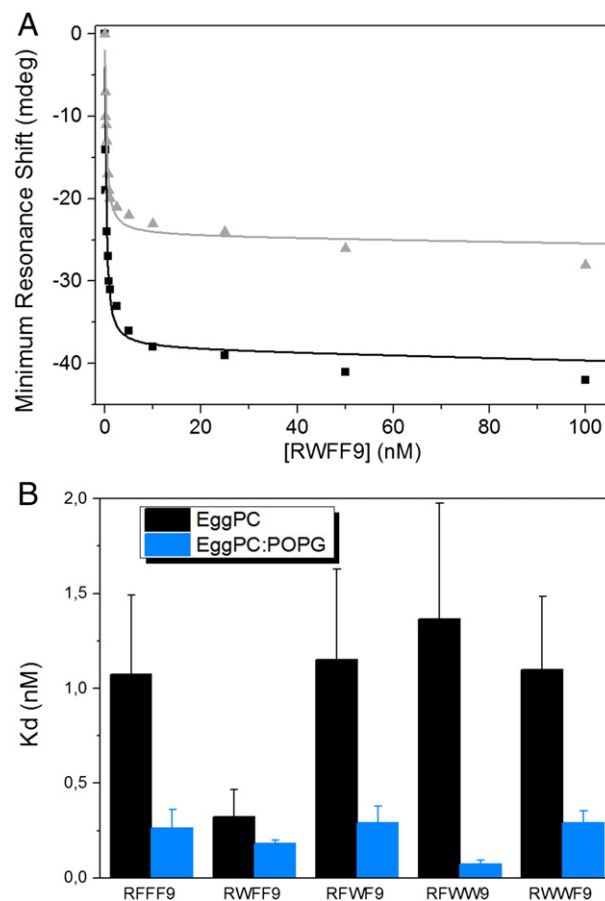 A
Minimum Resonance Shift (mdeg)
0
-10
-20
-30
-40
0
20
40
60
80
100
[RWFF9] (nM)
B
Kd (nM)
2,0
1,5
1,0
0,5
0,0
EggPC
EggPC:POPG
RFFF9
RWFF9
RFWF9
RFWW9
RWWF9